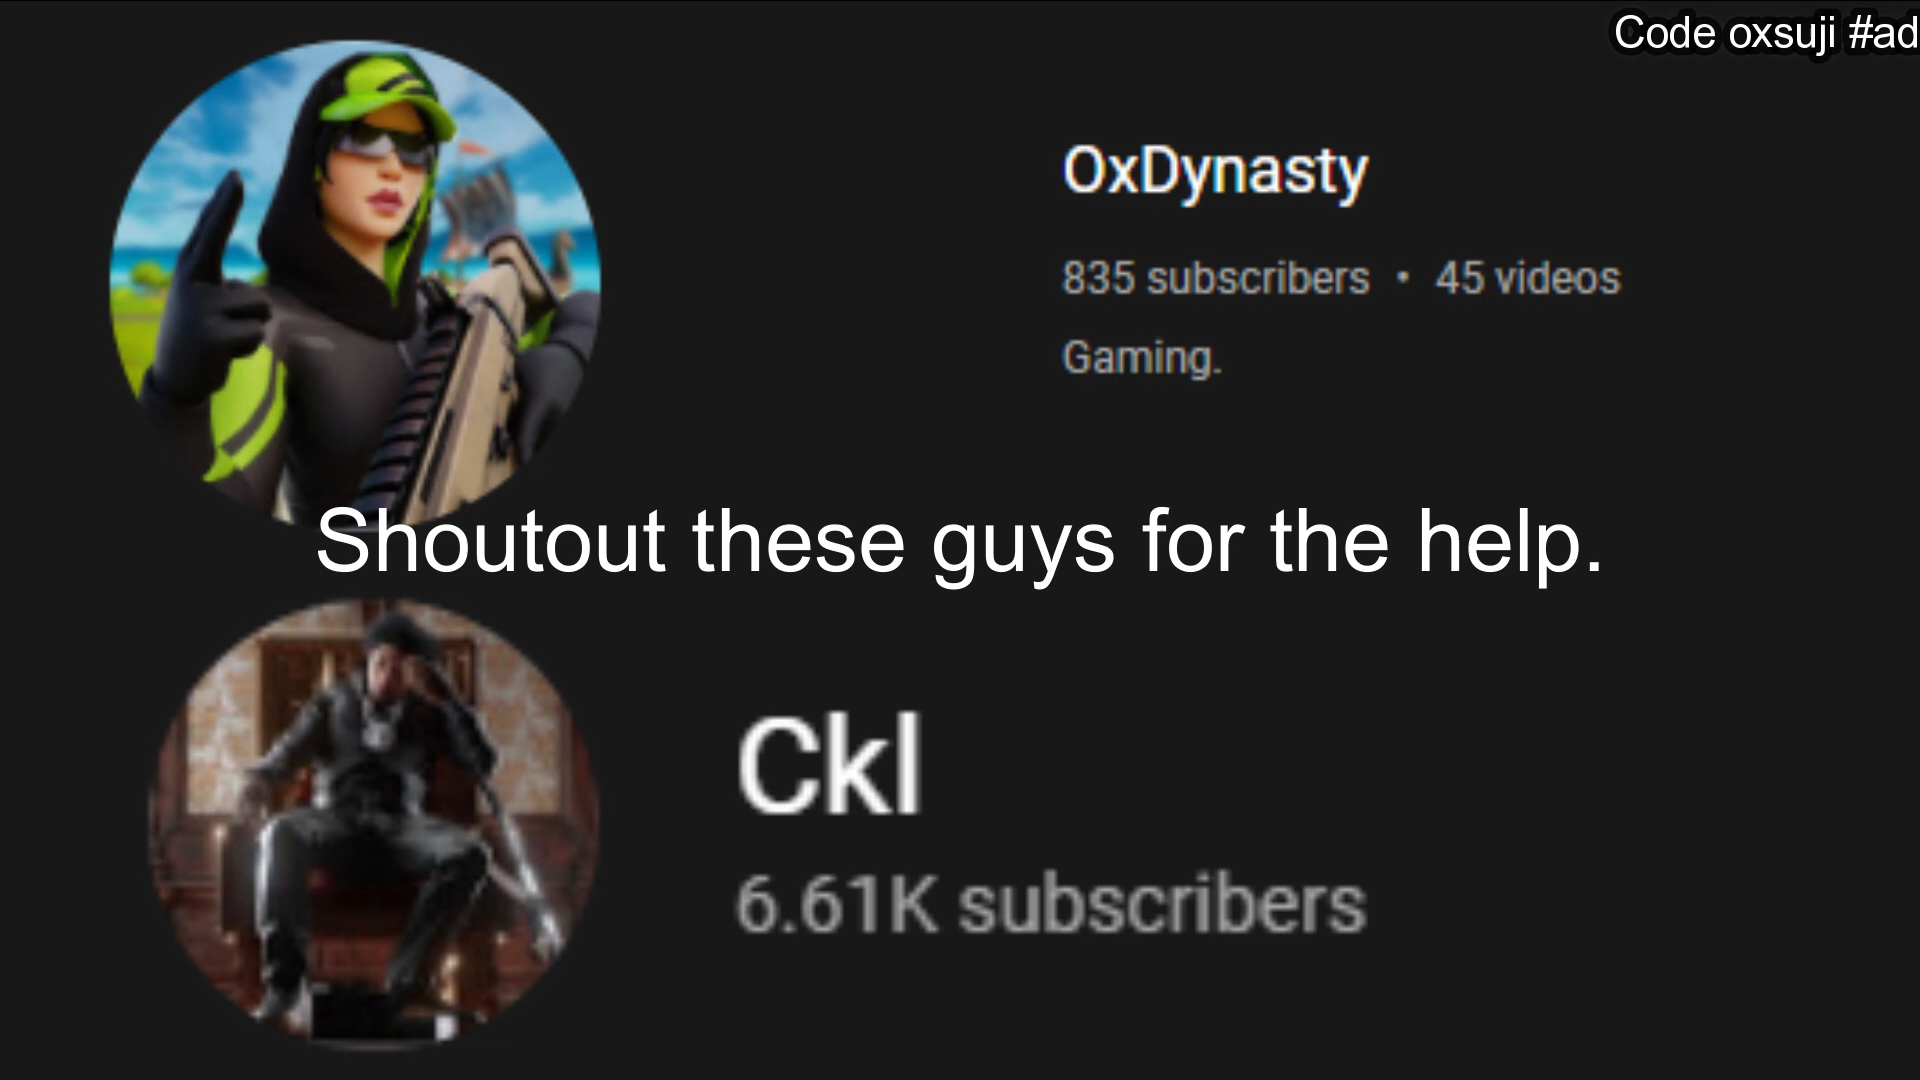 Code oxsuji #ad
OxDynasty
835 subscribers • 45 videos
Gaming.
Shoutout these guys for the help.
Ckl
6.61K subscribers